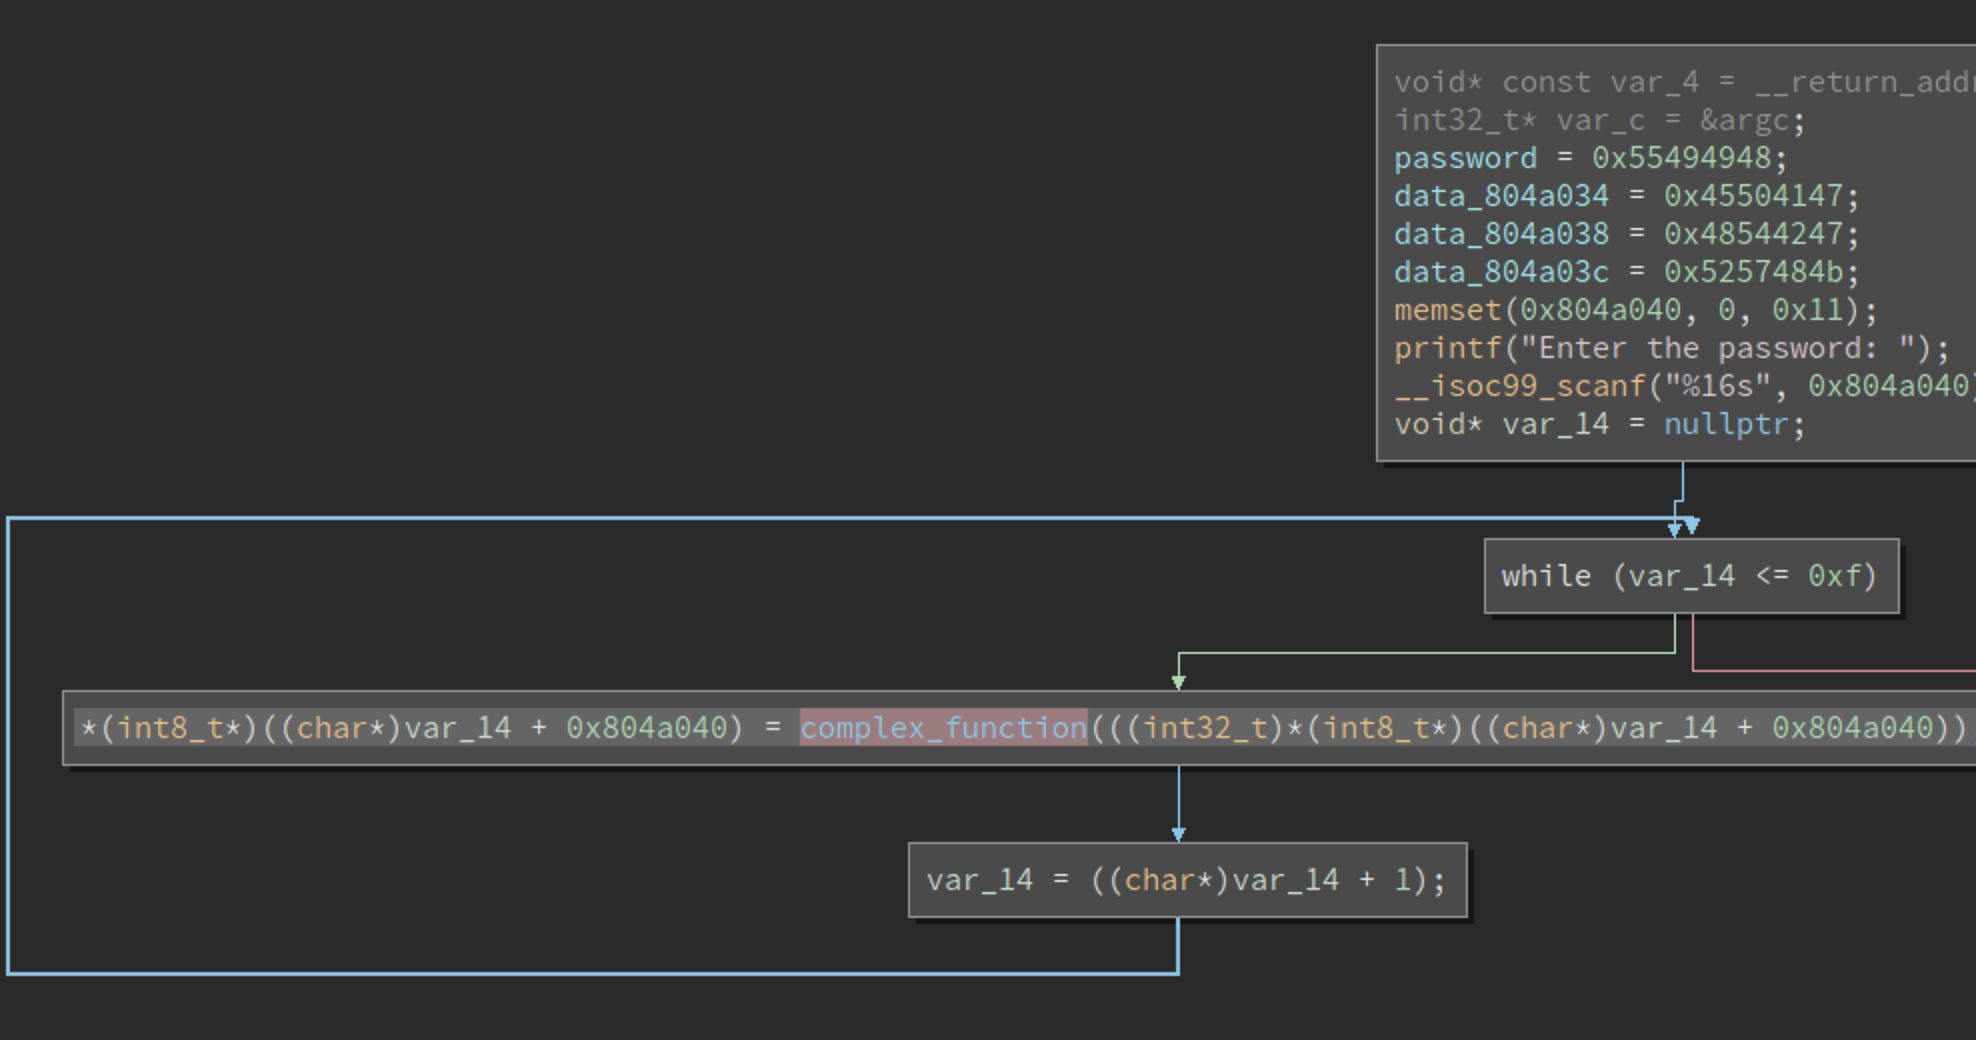 void* const var_4 = __return_addr
int32_t* var_c = &argc;
password = 0x55494948;
data_804a034 = 0x45504147;
data_804a038 = 0x48544247;
data_804a03c = 0x5257484b;
memset(0x804a040, 0, 0x11);
printf("Enter the password: ");
__isoc99_scanf("%16s", 0x804a040)
void* var_14 = nullptr;
while (var_14 <= 0xf)
*(int8_t*)((char*)var_14 + 0x804a040) = complex_function(((int32_t)*(int8_t*)((char*)var_14 + 0x804a040))
var_14 = ((char*)var_14 + 1);